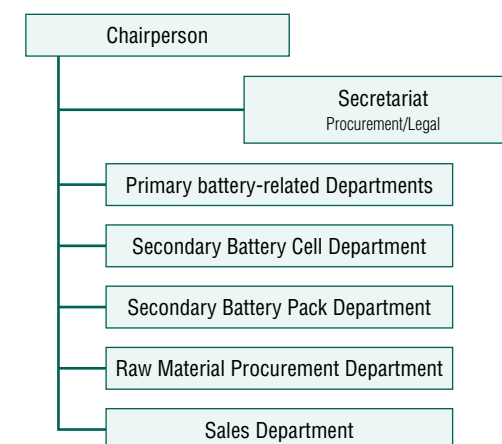 Chairperson
Secretariat
Procurement/Legal
Primary battery-related Departments
Secondary Battery Cell Department
Secondary Battery Pack Department
Raw Material Procurement Department
Sales Department